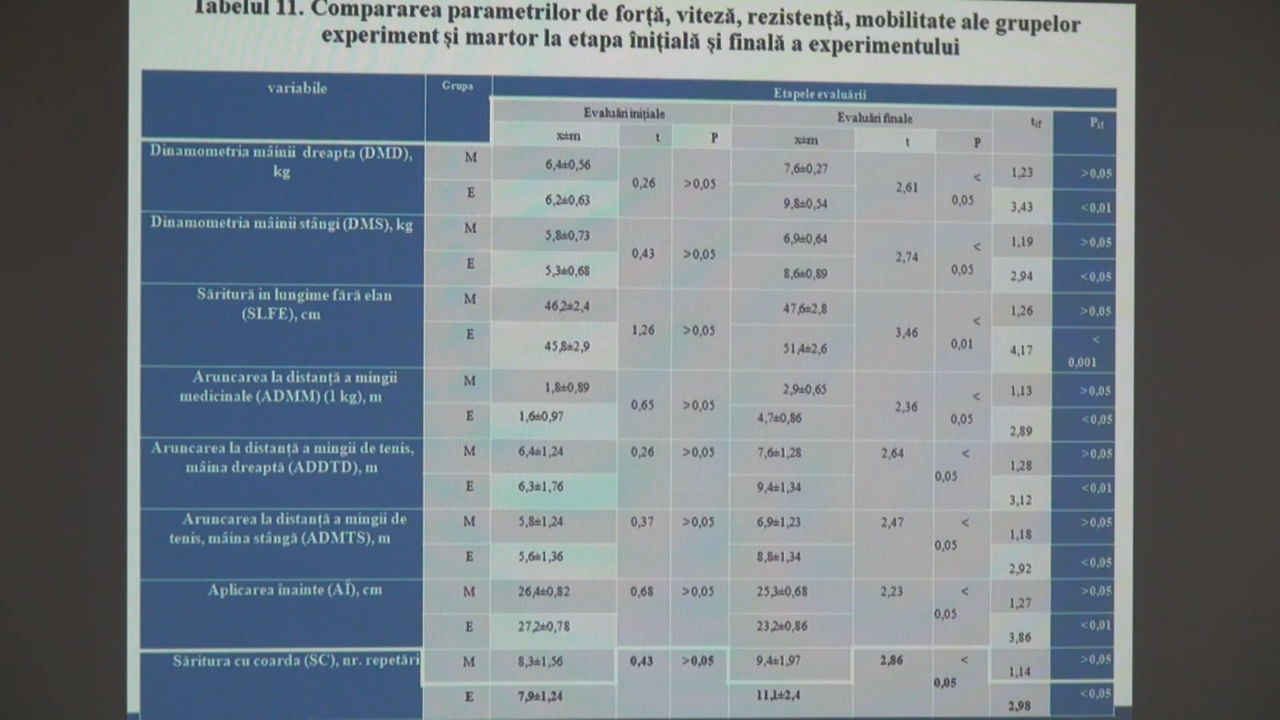 Tabelul 11. Compararea parametrilor de forță, viteză, rezistență, mobilitate ale grupelor
experiment și martor la etapa inițială și finală a experimentului
variabile Grupa Etapele evaluării
Evaluări inițiale Evaluări finale tif Pif
x±m t P x±m t P
Dinamometria mâinii dreapta (DMD), kg M 6,4±0,56 0,26 >0,05 7,6±0,27 2,61 < 0,05 1,23 >0,05
E 6,2±0,63 9,8±0,54 3,43 <0,01
Dinamometria mâinii stângi (DMS), kg M 5,8±0,73 0,43 >0,05 6,9±0,64 2,74 < 0,05 1,19 >0,05
E 5,3±0,68 8,6±0,89 2,94 <0,05
Săritură in lungime fără elan (SLFE), cm M 46,2±2,4 1,26 >0,05 47,6±2,8 3,46 < 0,01 1,26 >0,05
E 45,8±2,9 51,4±2,6 4,17 < 0,001
Aruncarea la distanță a mingii medicinale (ADMM) (1 kg), m M 1,8±0,89 0,65 >0,05 2,9±0,65 2,36 < 0,05 1,13 >0,05
E 1,6±0,97 4,7±0,86 2,89 <0,05
Aruncarea la distanță a mingii de tenis, mâina dreaptă (ADDTD), m M 6,4±1,24 0,26 >0,05 7,6±1,28 2,64 < 0,05 1,28 >0,05
E 6,3±1,76 9,4±1,34 3,12 <0,01
Aruncarea la distanță a mingii de tenis, mâina stângă (ADMTS), m M 5,8±1,24 0,37 >0,05 6,9±1,23 2,47 < 0,05 1,18 >0,05
E 5,6±1,36 8,8±1,34 2,92 <0,05
Aplicarea înainte (AÎ), cm M 26,4±0,82 0,68 >0,05 25,3±0,68 2,23 < 0,05 1,27 >0,05
E 27,2±0,78 23,2±0,86 3,86 <0,01
Săritura cu coarda (SC), nr. repetări M 8,3±1,56 0,43 >0,05 9,4±1,97 2,86 < 0,05 1,14 >0,05
E 7,9±1,24 11,1±2,4 2,98 <0,05